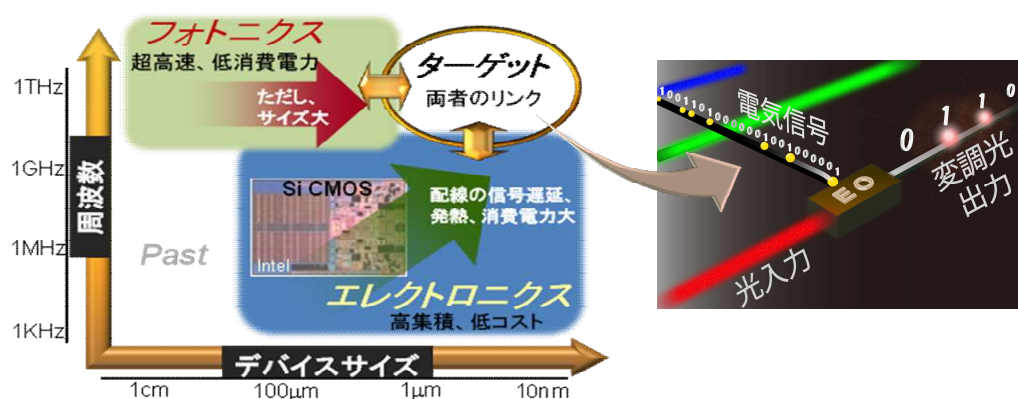 フォトニクス
超高速、低消費電力
ただし、
サイズ大
ターゲット
両者のリンク
1THz
1GHz
1MHz
1KHz
周波数
Past
Si CMOS
Intel
配線の信号遅延、
発熱、消費電力大
エレクトロニクス
高集積、低コスト
デバイスサイズ
1cm
100μm
1μm
10nm
電気信号
EO
0
1
1
0
変調光
出力
光入力